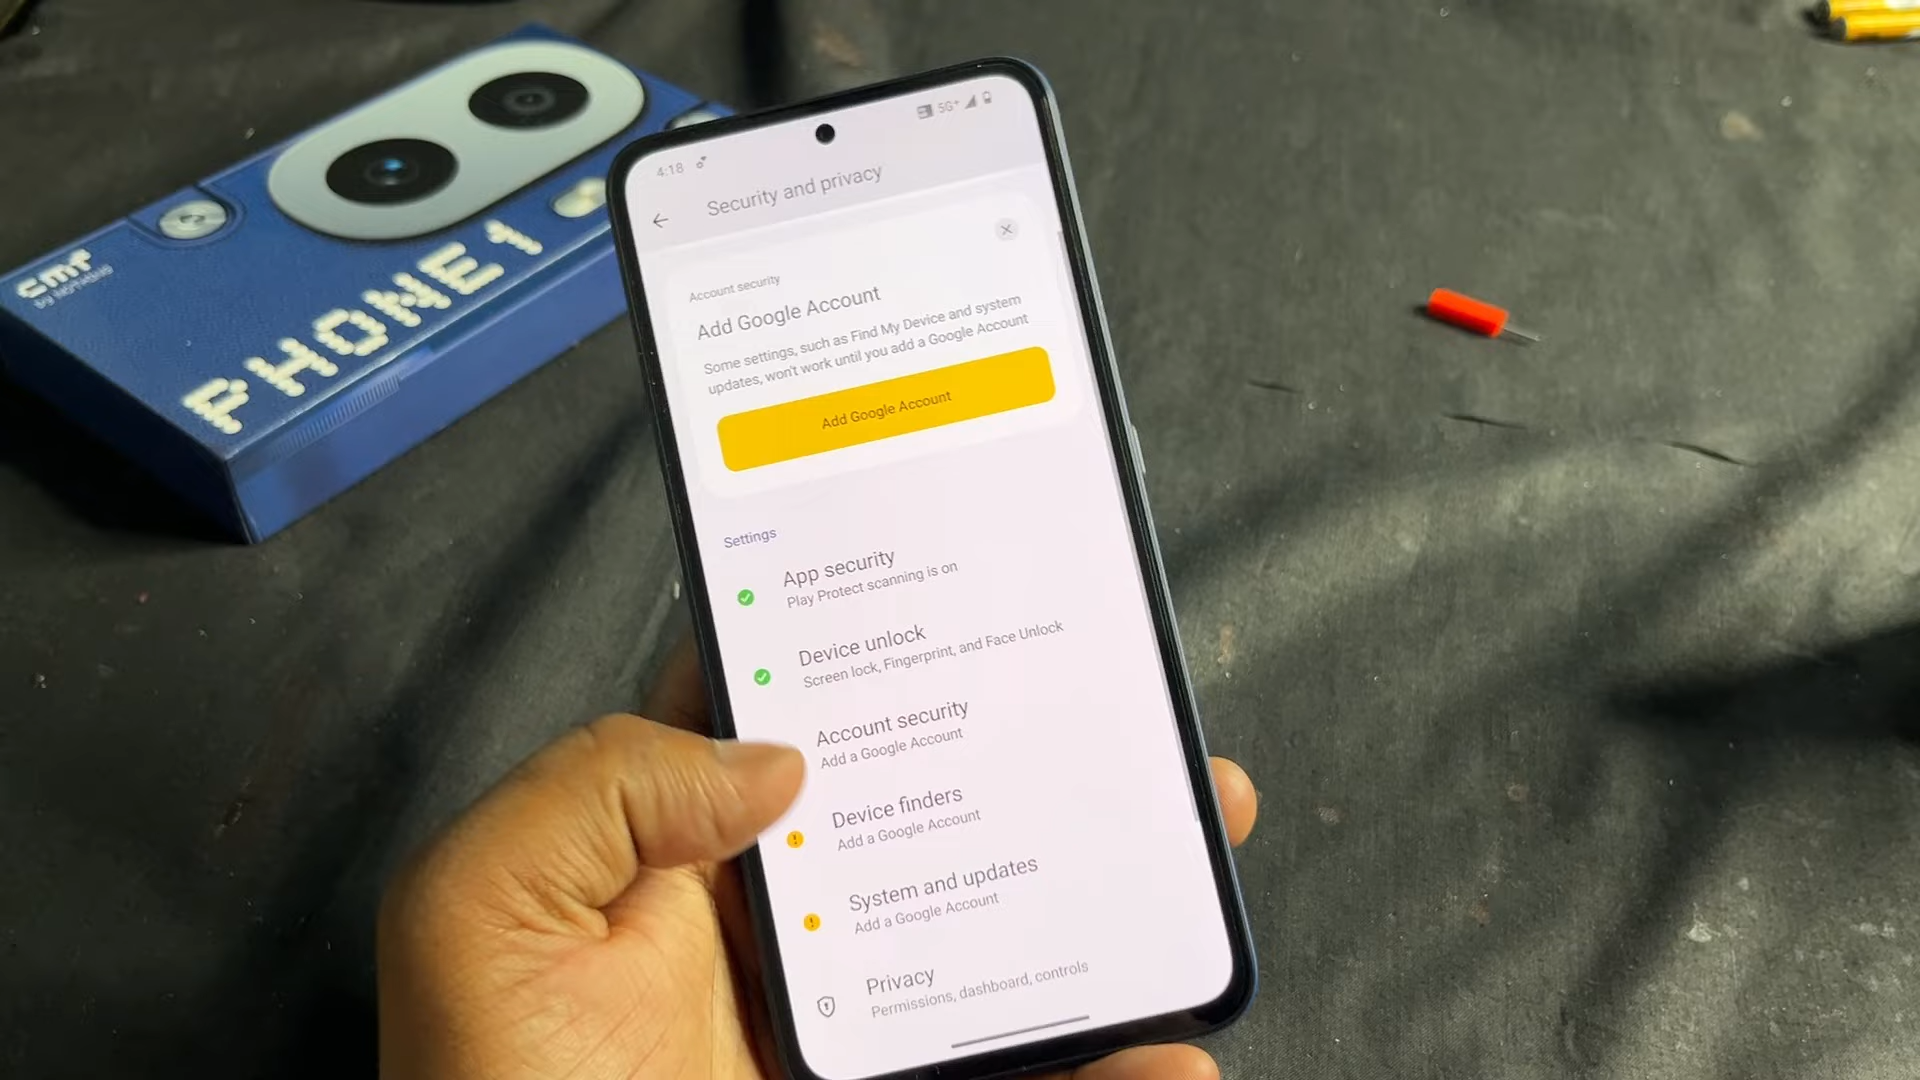 cmf
by NOTHING
PHONE 1
4:18
5G+
Security and privacy
Account security
Add Google Account
Some settings, such as Find My Device and system
updates, won't work until you add a Google Account
Add Google Account
Settings
App security
Play Protect scanning is on
Device unlock
Screen lock, Fingerprint, and Face Unlock
Account security
Add a Google Account
Device finders
Add a Google Account
System and updates
Add a Google Account
Privacy
Permissions, dashboard, controls